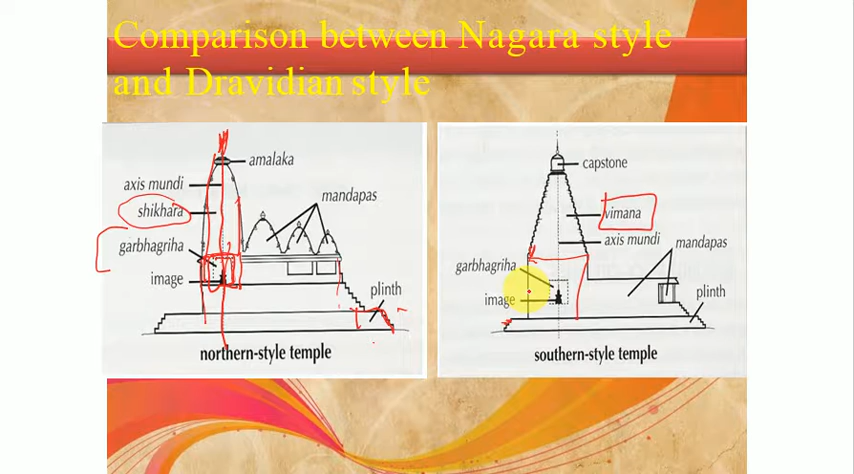 Comparison between Nagara style
and Dravidian style
amalaka
axis mundi
mandapas
shikhara
garbhagriha
image
plinth
northern-style temple
capstone
vimana
axis mundi
mandapas
garbhagriha
image
plinth
southern-style temple